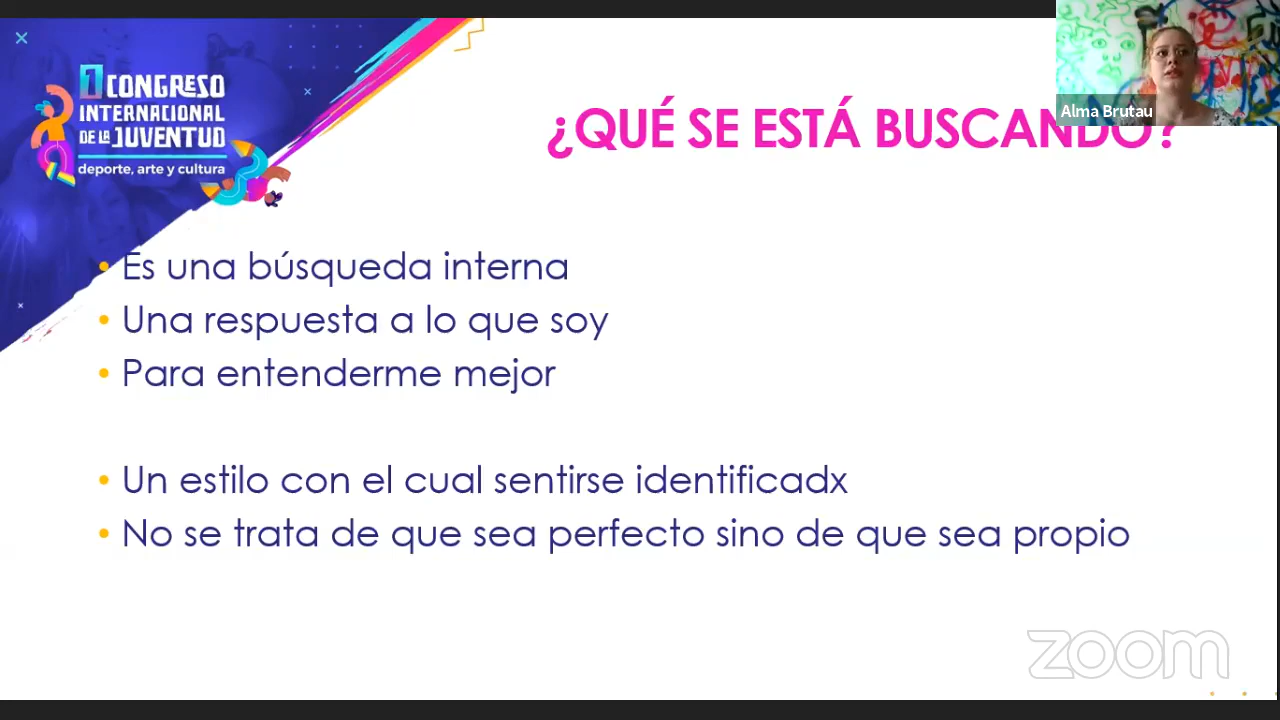 1 CONGRESO
INTERNACIONAL
DE LA JUVENTUD
deporte, arte y cultura
¿QUÉ SE ESTÁ BUSCANDO?
Alma Brutau
• Es una búsqueda interna
• Una respuesta a lo que soy
• Para entenderme mejor
• Un estilo con el cual sentirse identificadx
• No se trata de que sea perfecto sino de que sea propio
zoom